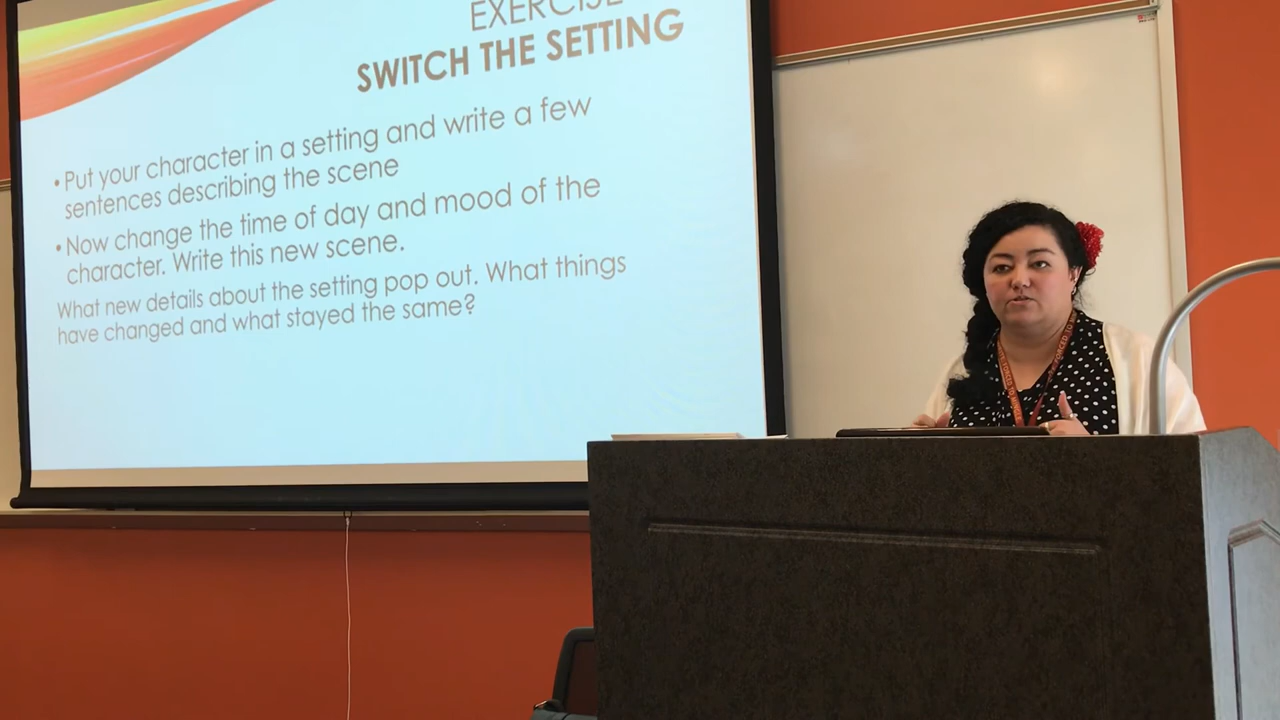 EXERCISE
SWITCH THE SETTING
• Put your character in a setting and write a few
sentences describing the scene
• Now change the time of day and mood of the
character. Write this new scene.
What new details about the setting pop out. What things
have changed and what stayed the same?